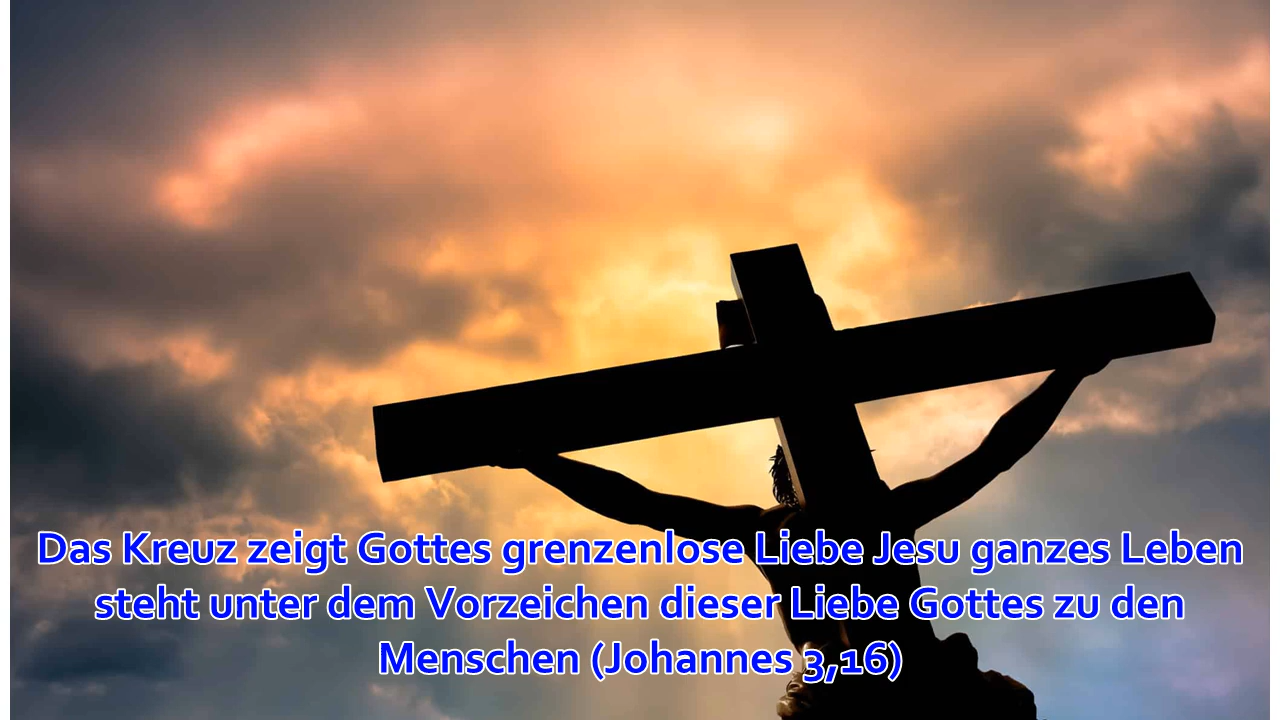 Das Kreuz zeigt Gottes grenzenlose Liebe Jesu ganzes Leben
steht unter dem Vorzeichen dieser Liebe Gottes zu den
Menschen (Johannes 3,16)